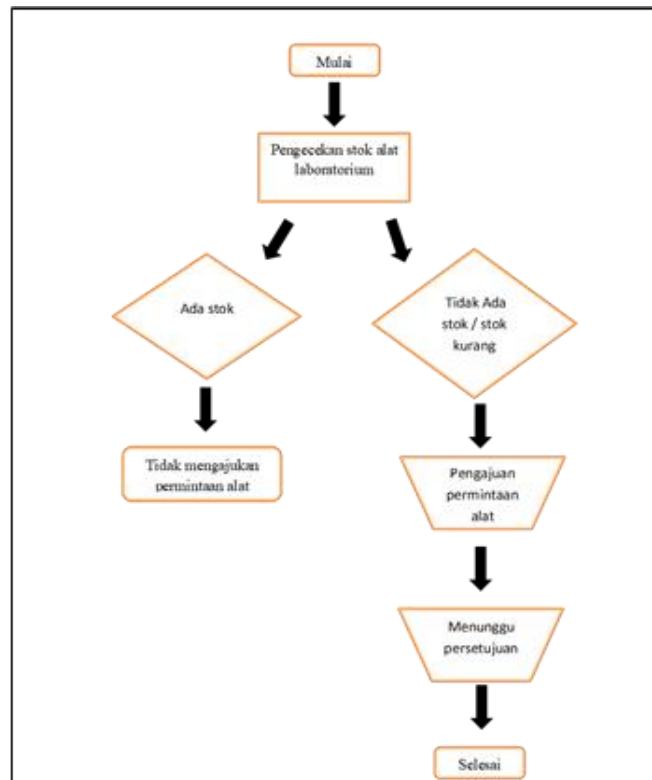 Mulai
Pengecekan stok alat
laboratorium
Ada stok
Tidak Ada
stok / stok
kurang
Tidak mengajukan
permintaan alat
Pengajuan
permintaan
alat
Menunggu
persetujuan
Selesai